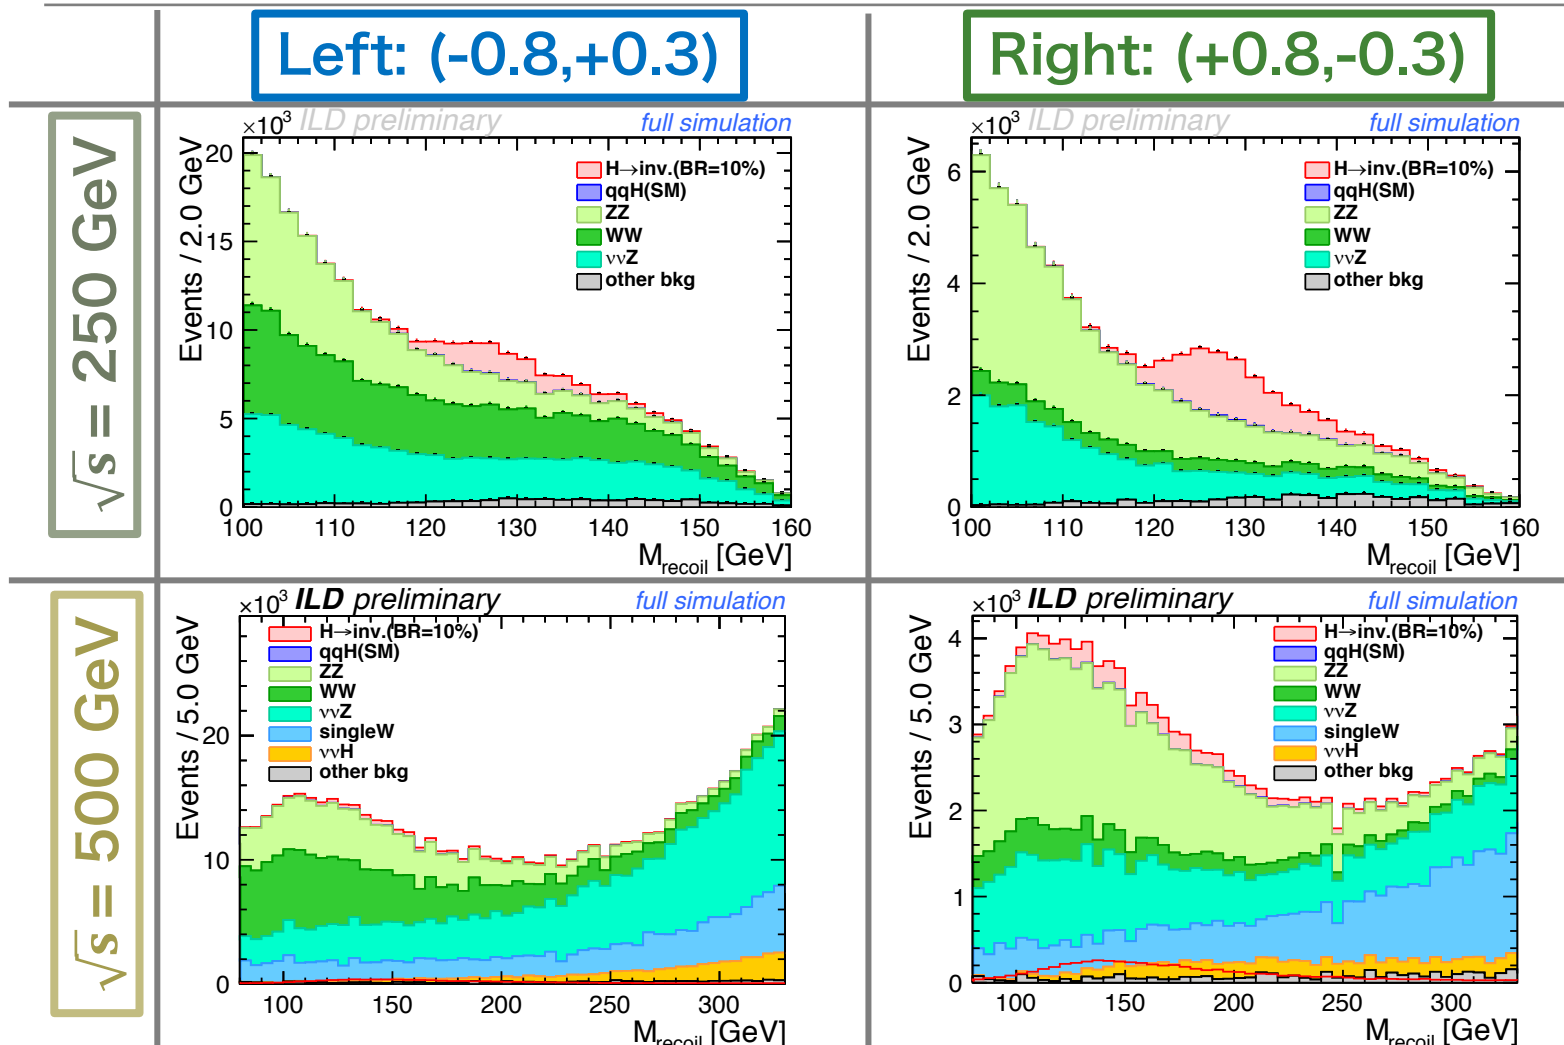 Left: (-0.8,+0.3)
Right: (+0.8,-0.3)
√s = 250 GeV
×10³ ILD preliminary full simulation
Events / 2.0 GeV
20
15
10
5
0
H→inv.(BR=10%)
qqH(SM)
ZZ
WW
ννZ
other bkg
100 110 120 130 140 150 160
M_recoil [GeV]
×10³ ILD preliminary full simulation
Events / 2.0 GeV
6
4
2
0
H→inv.(BR=10%)
qqH(SM)
ZZ
WW
ννZ
other bkg
100 110 120 130 140 150 160
M_recoil [GeV]
√s = 500 GeV
×10³ ILD preliminary full simulation
Events / 5.0 GeV
20
10
0
H→inv.(BR=10%)
qqH(SM)
ZZ
WW
ννZ
singleW
ννH
other bkg
100 150 200 250 300
M_recoil [GeV]
×10³ ILD preliminary full simulation
Events / 5.0 GeV
4
3
2
1
0
H→inv.(BR=10%)
qqH(SM)
ZZ
WW
ννZ
singleW
ννH
other bkg
100 150 200 250 300
M_recoil [GeV]